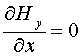 ∂H_y/∂x = 0